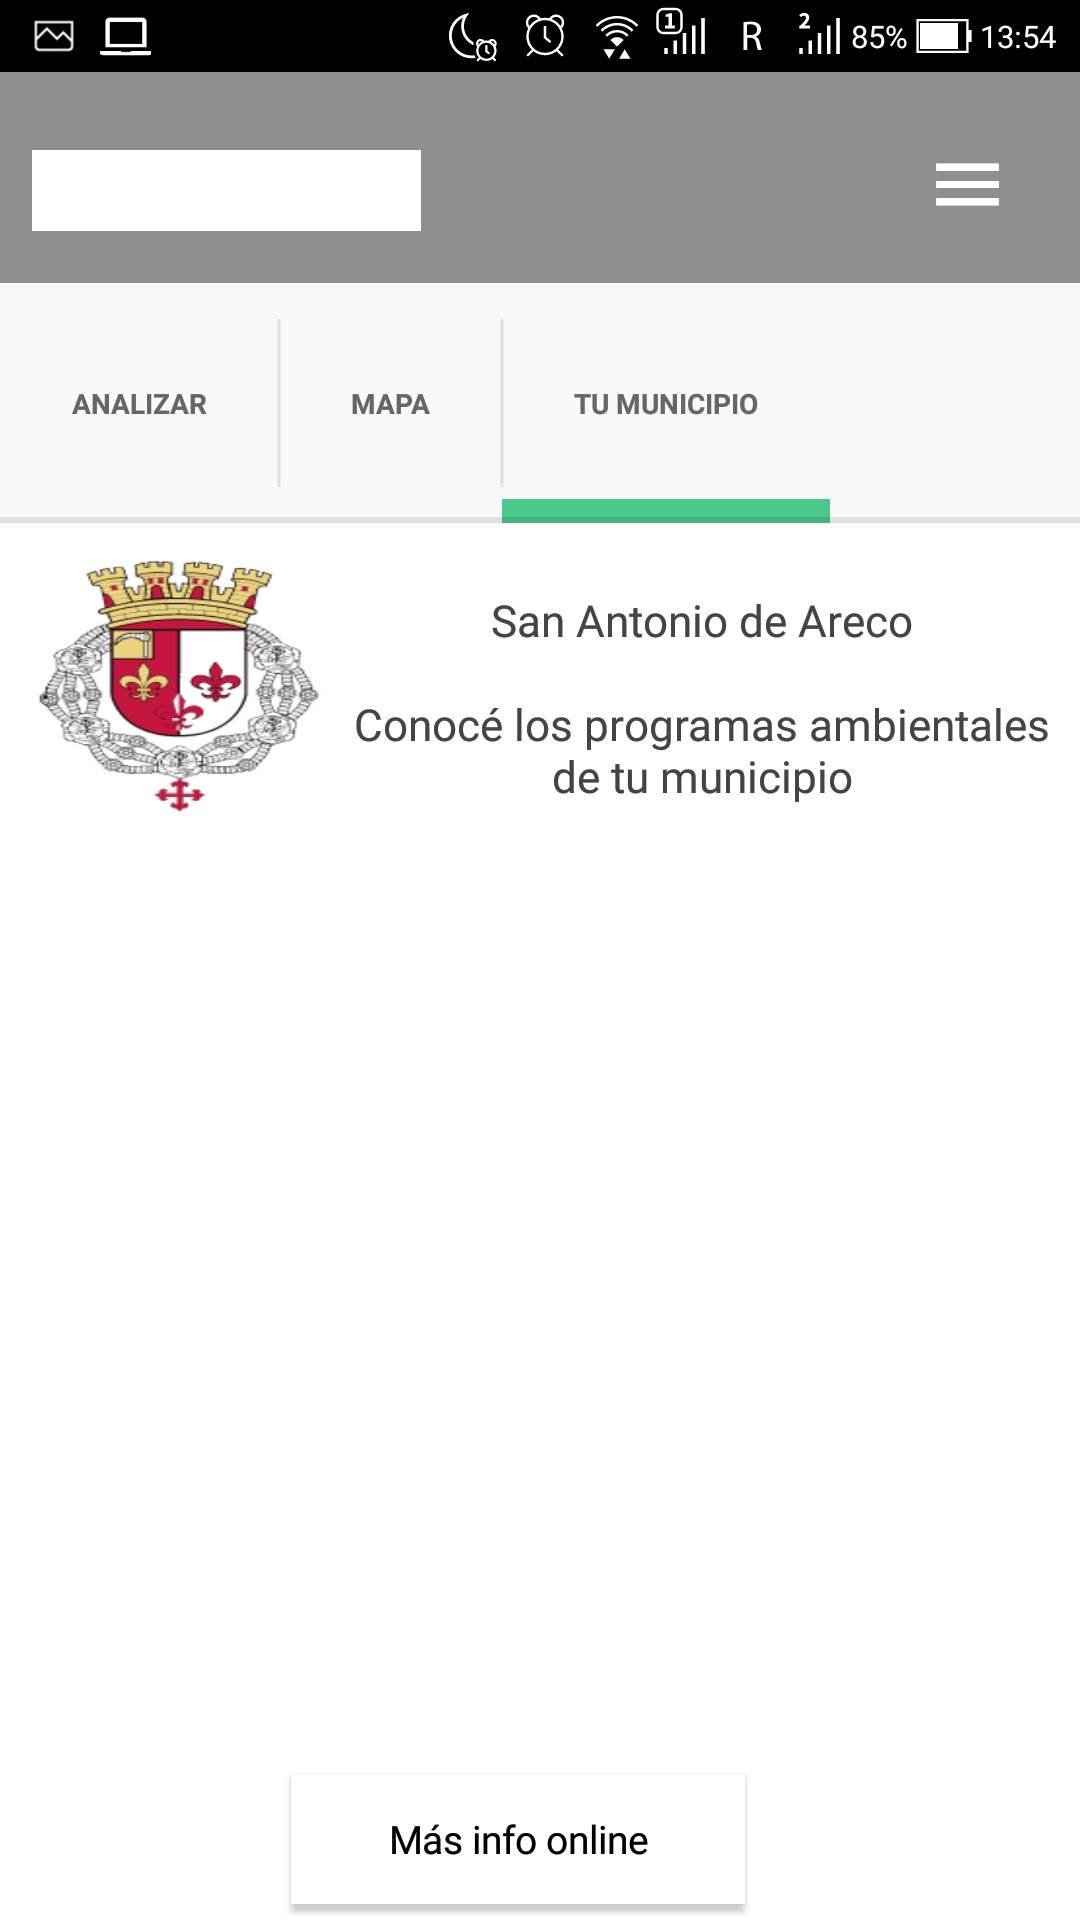 1 R 2 85% 13:54
ANALIZAR MAPA TU MUNICIPIO
San Antonio de Areco
Conocé los programas ambientales
de tu municipio
Más info online